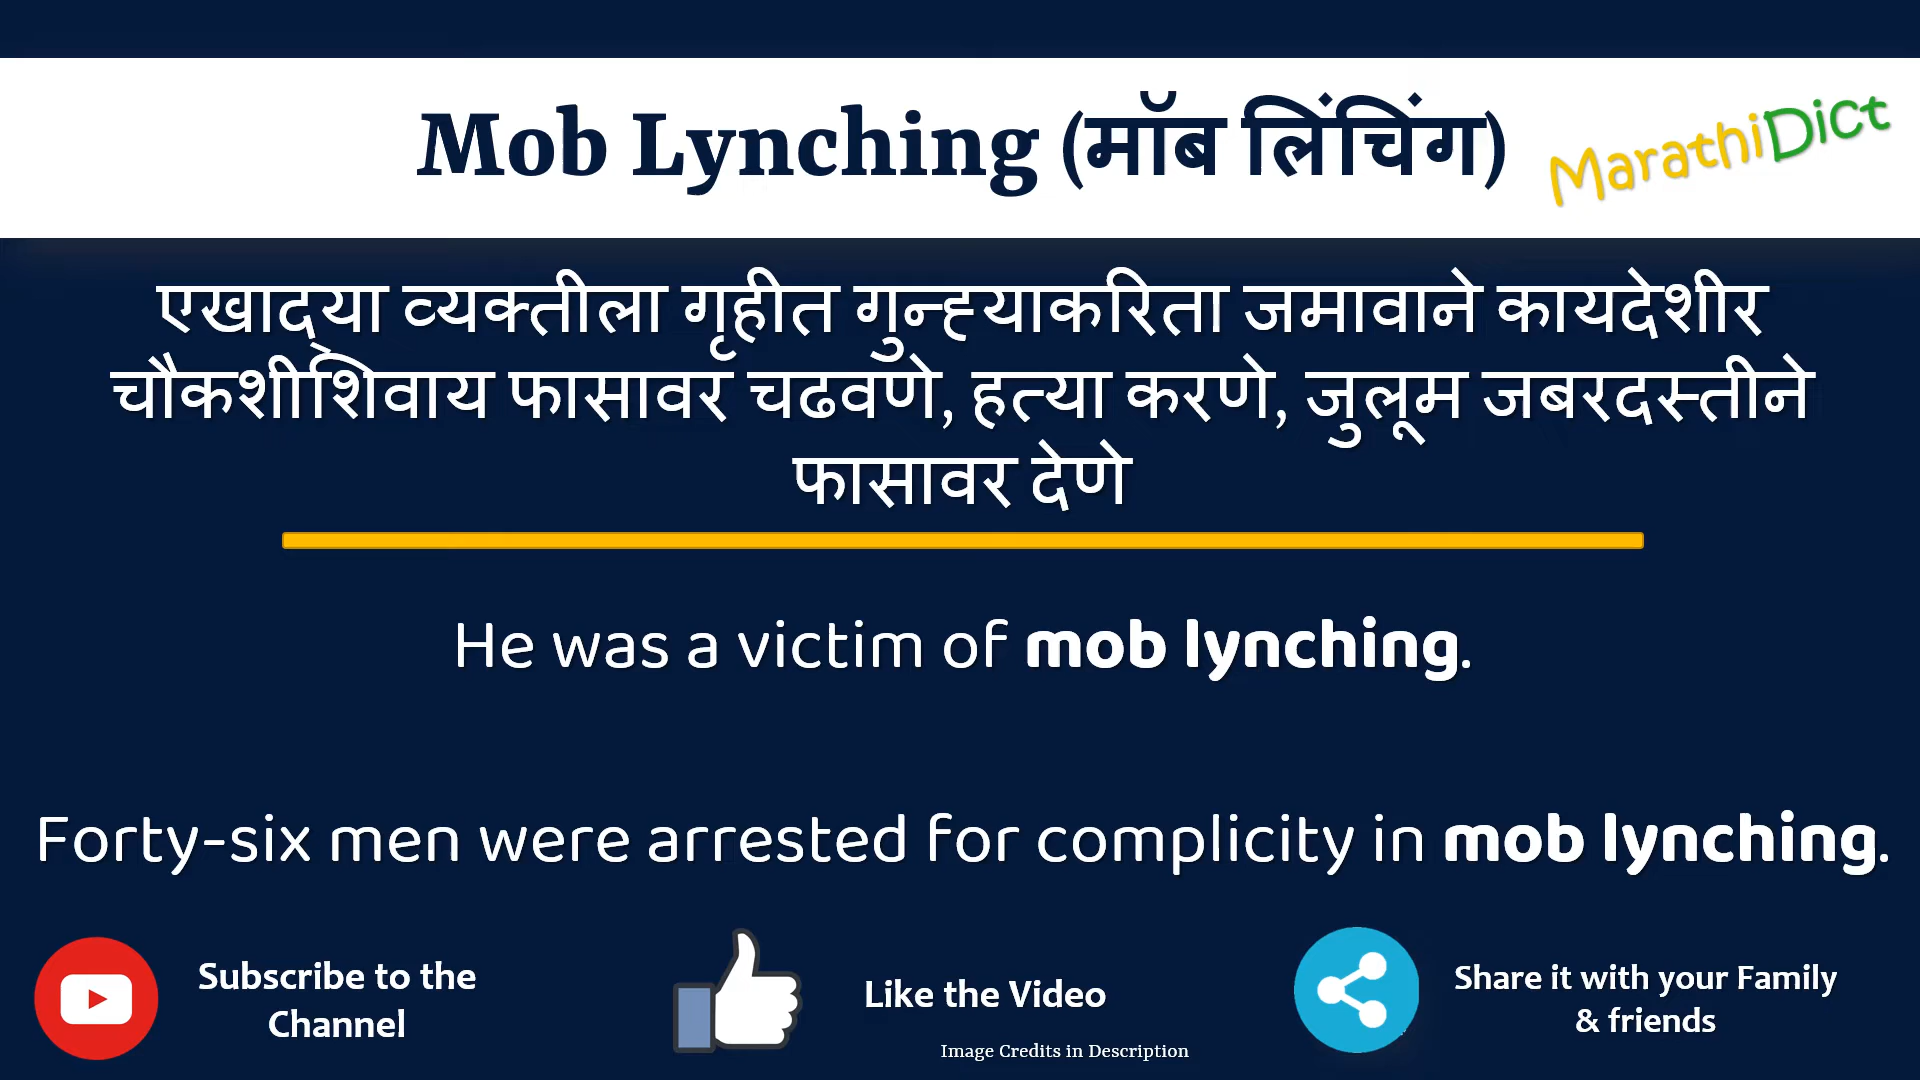 Mob Lynching (मॉब लिंचिंग)
MarathiDict
एखाद्या व्यक्तीला गृहीत गुन्ह्याकरिता जमावाने कायदेशीर
चौकशीशिवाय फासावर चढवणे, हत्या करणे, जुलूम जबरदस्तीने
फासावर देणे
He was a victim of mob lynching.
Forty-six men were arrested for complicity in mob lynching.
Subscribe to the
Channel
Like the Video
Share it with your Family
& friends
Image Credits in Description